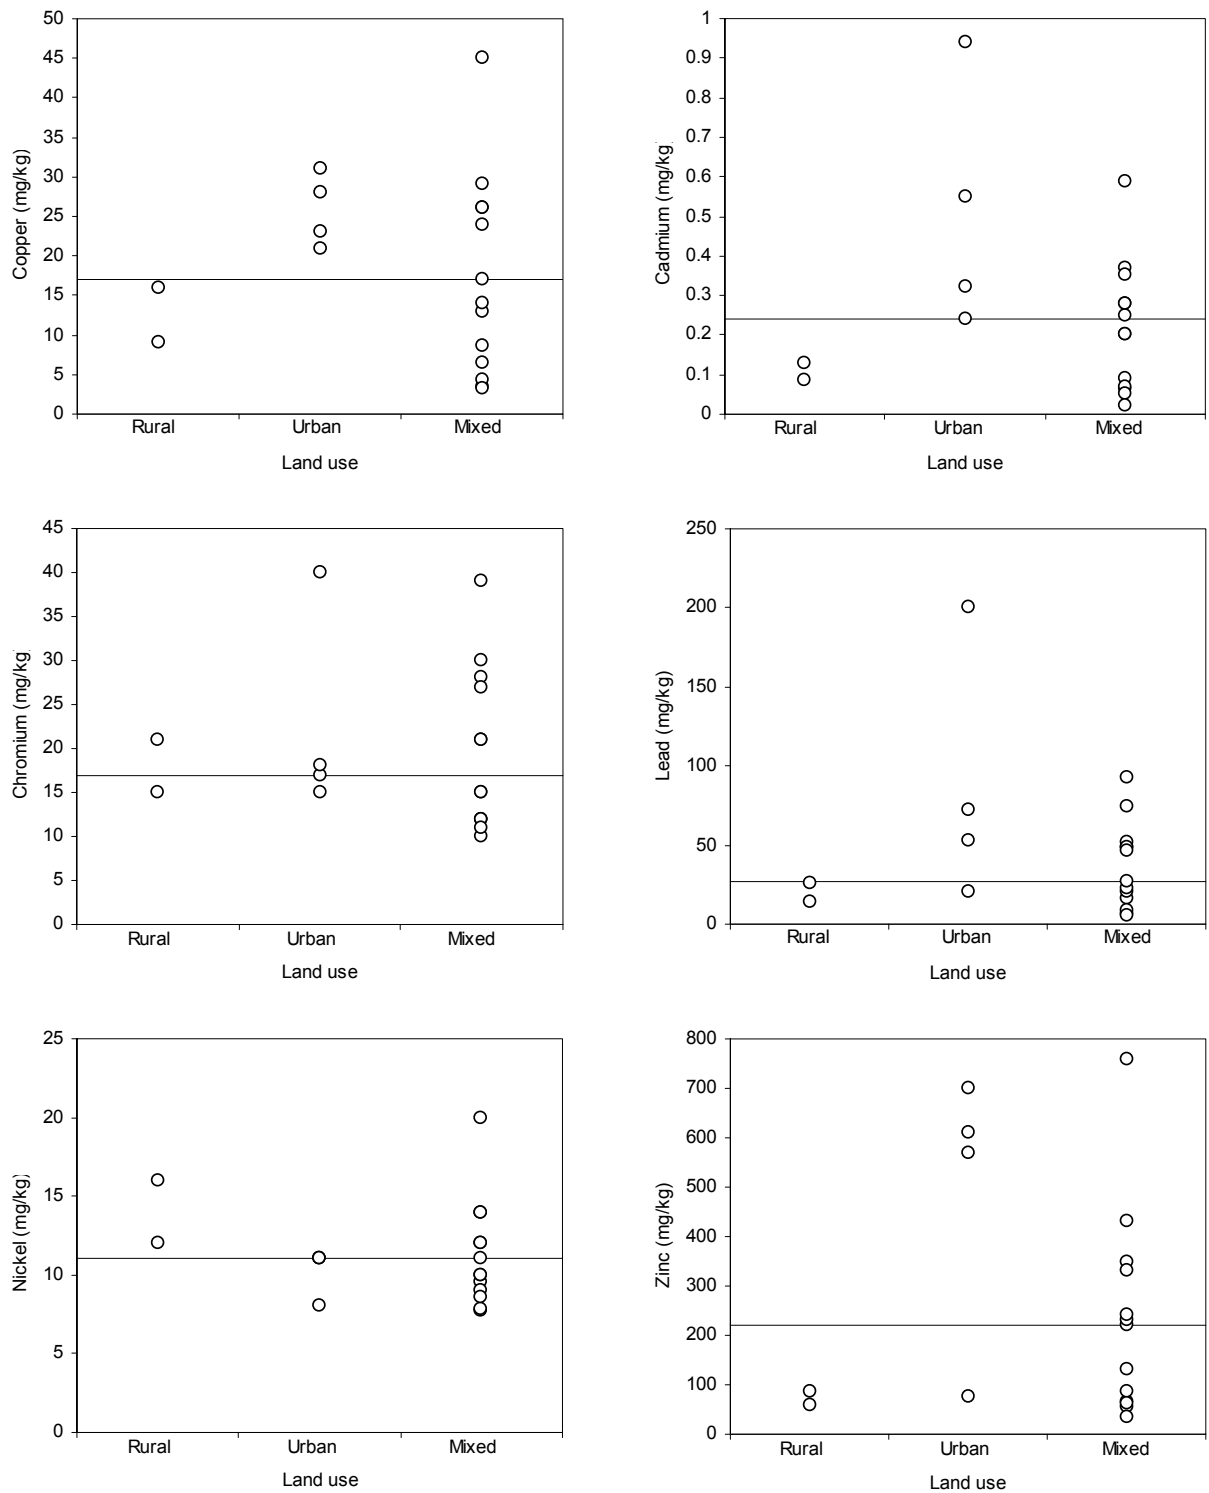 50
45
40
35
30
25
20
15
10
5
0
Copper (mg/kg)
Rural Urban Mixed
Land use
1
0.9
0.8
0.7
0.6
0.5
0.4
0.3
0.2
0.1
0
Cadmium (mg/kg)
Rural Urban Mixed
Land use
45
40
35
30
25
20
15
10
5
0
Chromium (mg/kg)
Rural Urban Mixed
Land use
250
200
150
100
50
0
Lead (mg/kg)
Rural Urban Mixed
Land use
25
20
15
10
5
0
Nickel (mg/kg)
Rural Urban Mixed
Land use
800
700
600
500
400
300
200
100
0
Zinc (mg/kg)
Rural Urban Mixed
Land use